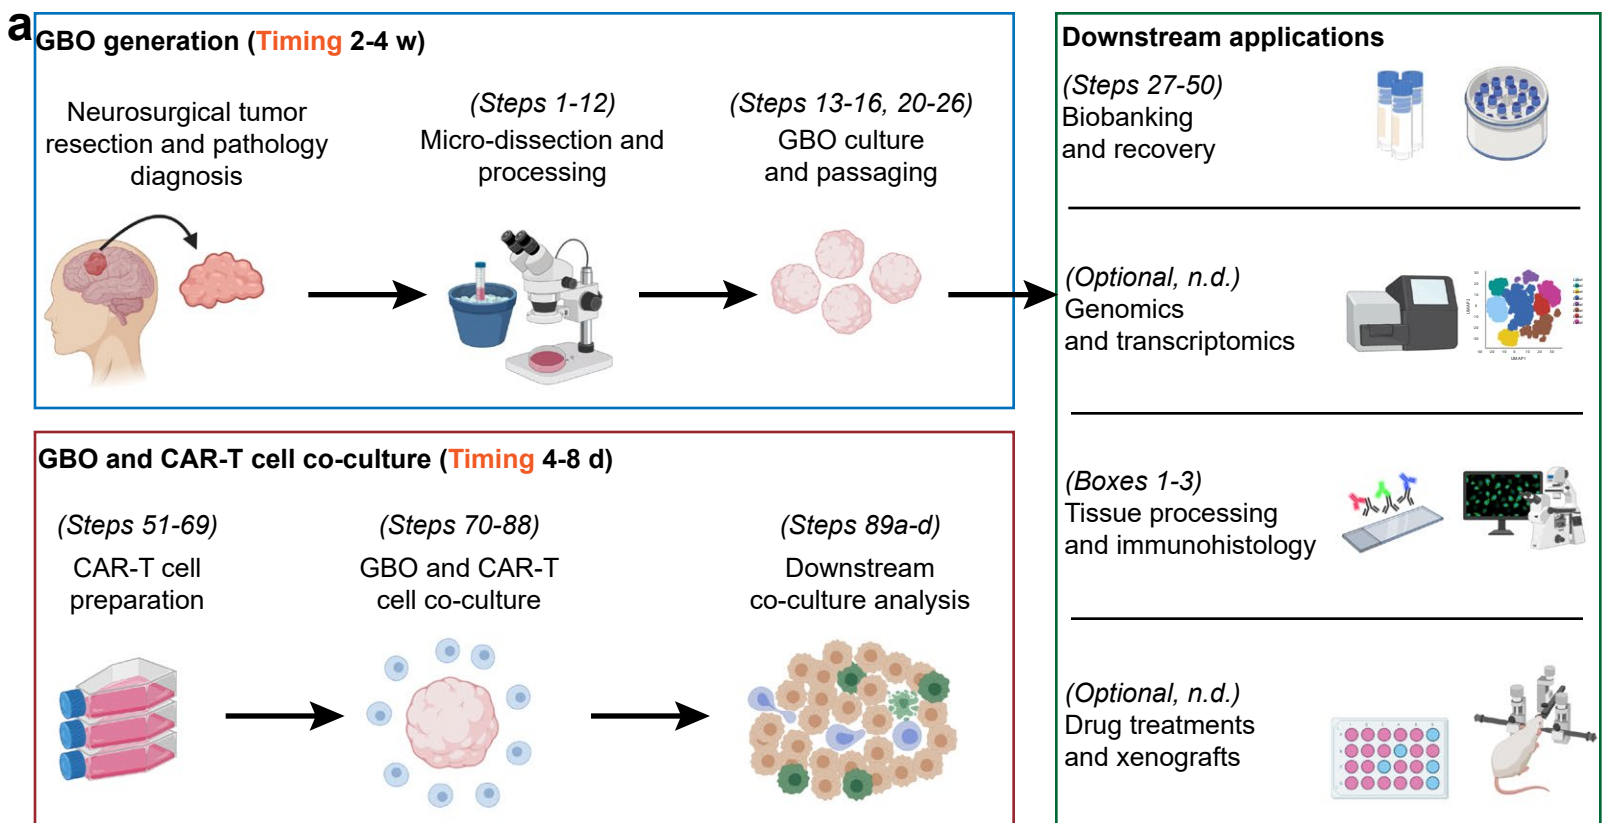 a
GBO generation (Timing 2-4 w)
Neurosurgical tumor
resection and pathology
diagnosis
(Steps 1-12)
Micro-dissection and
processing
(Steps 13-16, 20-26)
GBO culture
and passaging
GBO and CAR-T cell co-culture (Timing 4-8 d)
(Steps 51-69)
CAR-T cell
preparation
(Steps 70-88)
GBO and CAR-T
cell co-culture
(Steps 89a-d)
Downstream
co-culture analysis
Downstream applications
(Steps 27-50)
Biobanking
and recovery
(Optional, n.d.)
Genomics
and transcriptomics
UMAP2
UMAP1
(Boxes 1-3)
Tissue processing
and immunohistology
(Optional, n.d.)
Drug treatments
and xenografts